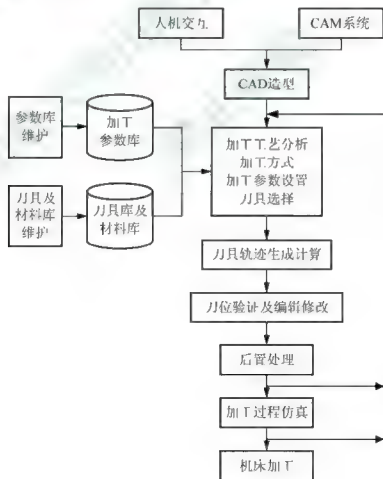 人机交互
CAM系统
CAD造型
参数库
维护
加工
参数库
加工工艺分析
加工方式
加工参数设置
刀具选择
刀具及
材料库
维护
刀具库及
材料库
刀具轨迹生成计算
刀位验证及编辑修改
后置处理
加工过程仿真
机床加工